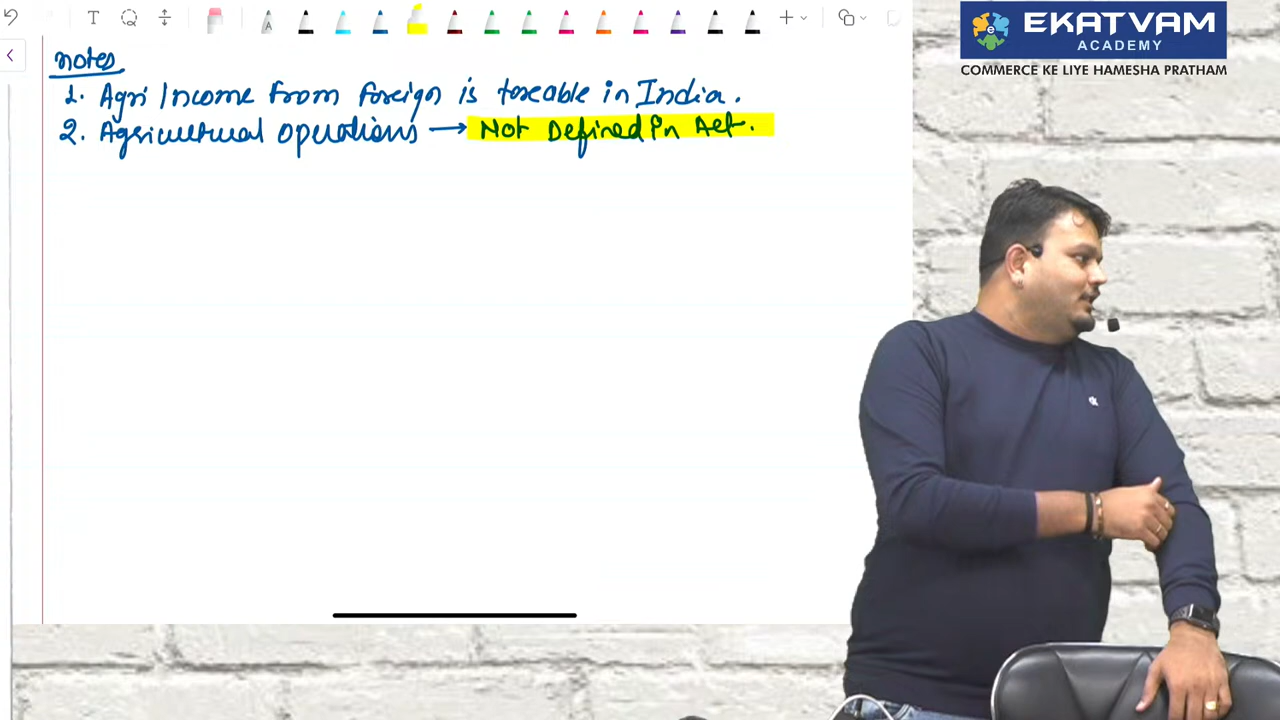 EKATVAM
ACADEMY
COMMERCE KE LIYE HAMESHA PRATHAM
notes
1. Agri Income from foreign is taxable in India.
2. Agricultural operations → Not Defined in Act.